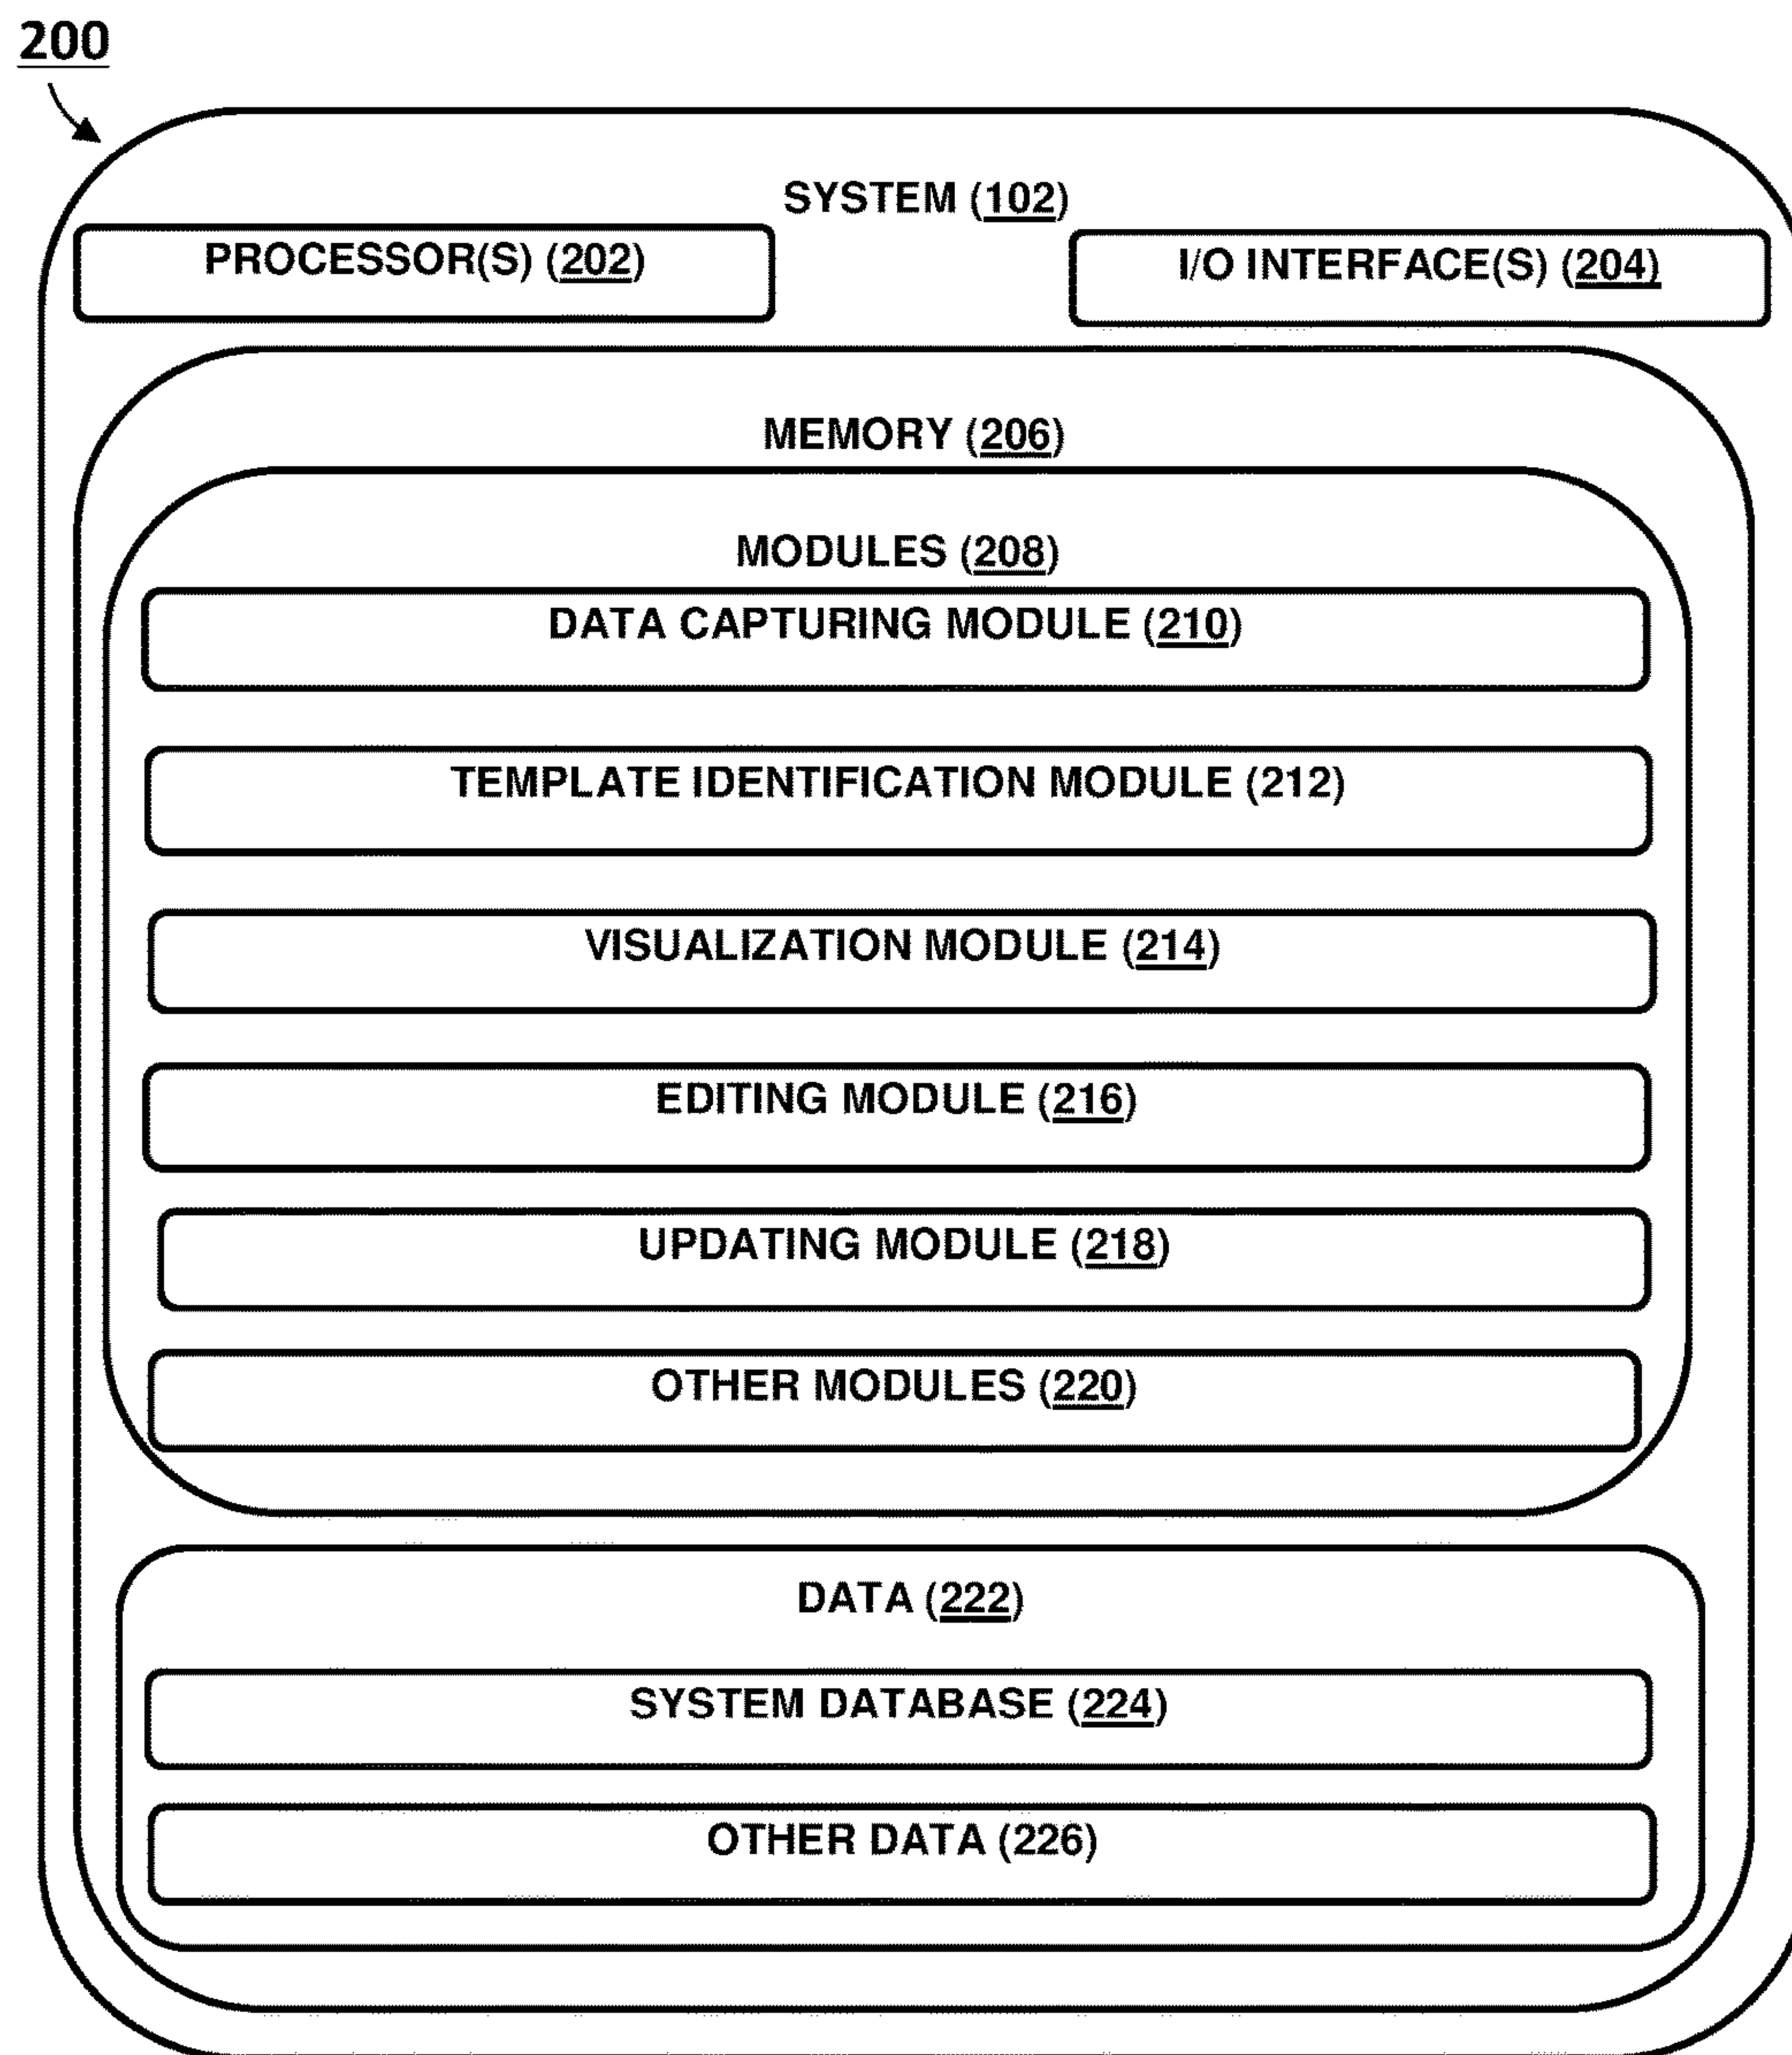 200
SYSTEM (102)
PROCESSOR(S) (202)
I/O INTERFACE(S) (204)
MEMORY (206)
MODULES (208)
DATA CAPTURING MODULE (210)
TEMPLATE IDENTIFICATION MODULE (212)
VISUALIZATION MODULE (214)
EDITING MODULE (216)
UPDATING MODULE (218)
OTHER MODULES (220)
DATA (222)
SYSTEM DATABASE (224)
OTHER DATA (226)